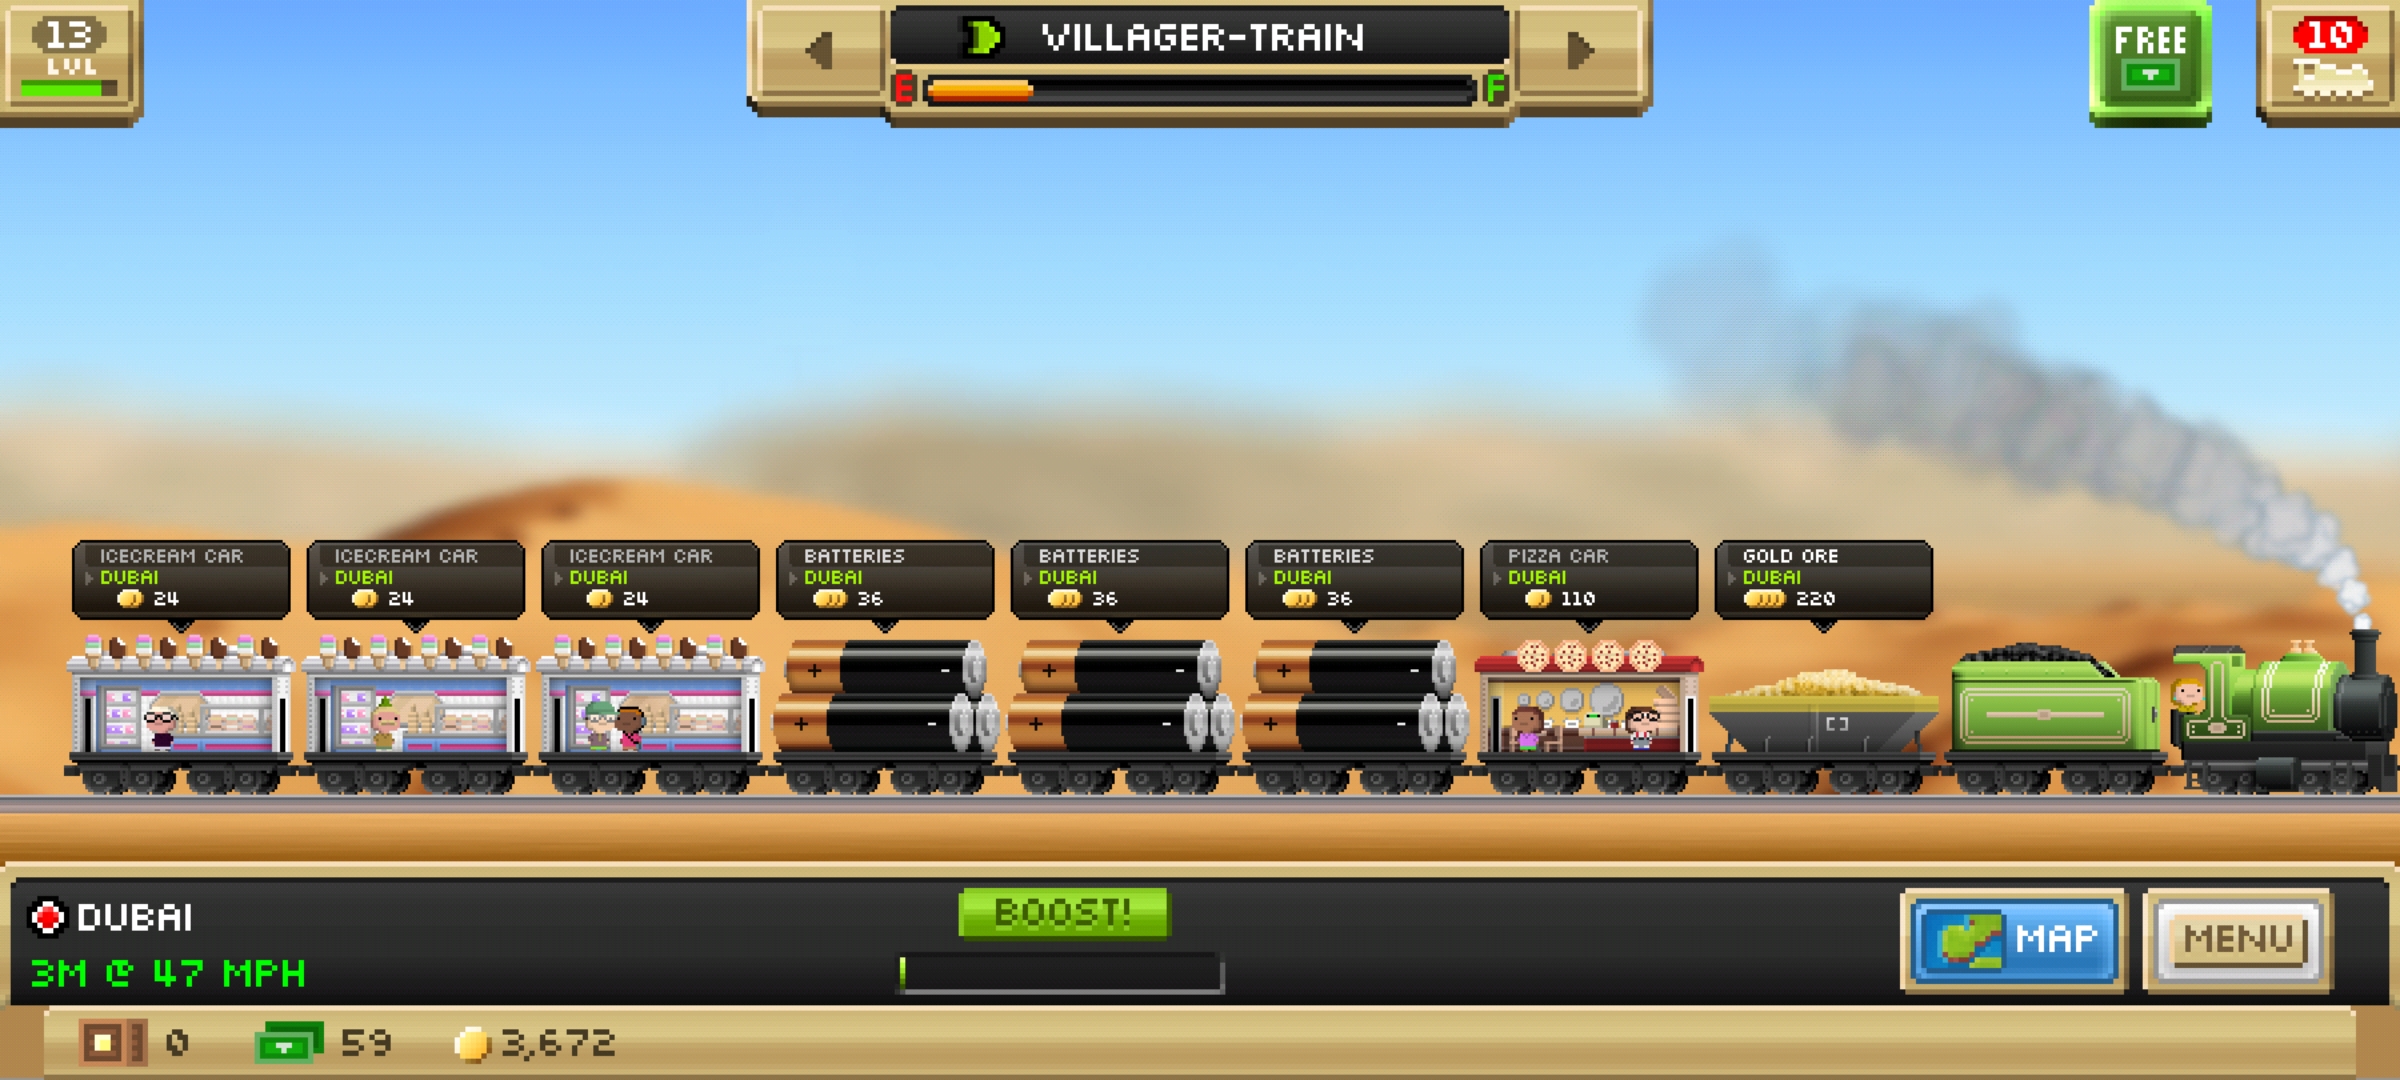 13
LVL
VILLAGER-TRAIN
E F
FREE
10
ICECREAM CAR
DUBAI
24
ICECREAM CAR
DUBAI
24
ICECREAM CAR
DUBAI
24
BATTERIES
DUBAI
36
BATTERIES
DUBAI
36
BATTERIES
DUBAI
36
PIZZA CAR
DUBAI
110
GOLD ORE
DUBAI
220
+ -
+ -
+ -
+ -
+ -
+ -
DUBAI
3M @ 47 MPH
BOOST!
MAP
MENU
0 59 3,672